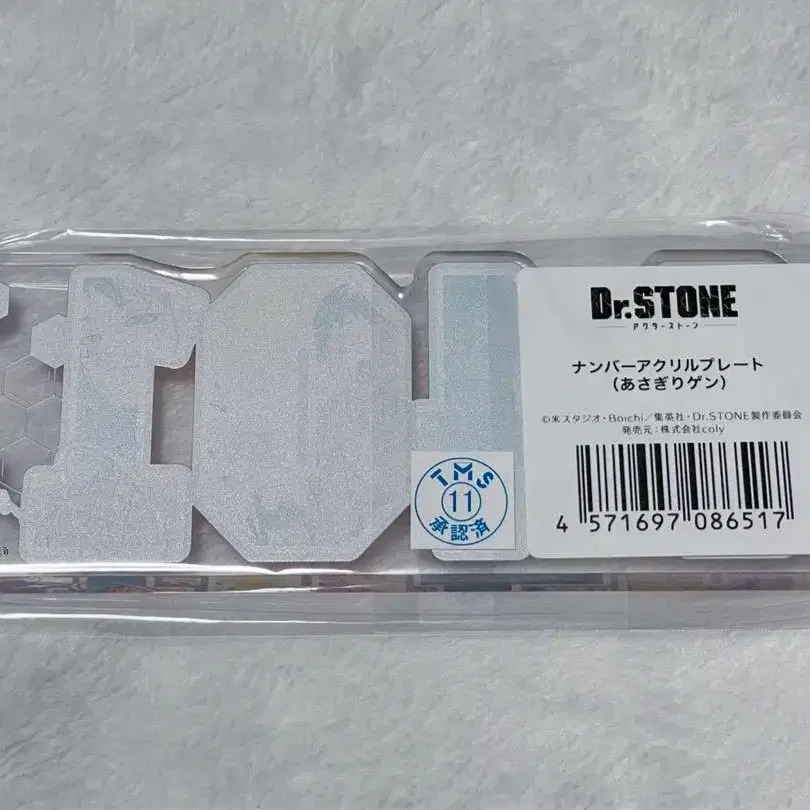 Dr.STONE
アフターストーン
ナンバーアクリルプレート
(あさぎりゲン)
©米スタジオ・Boichi/集英社・Dr.STONE製作委員会
発売元:株式会社coly
4 571697 086517
TMS
11
承認済